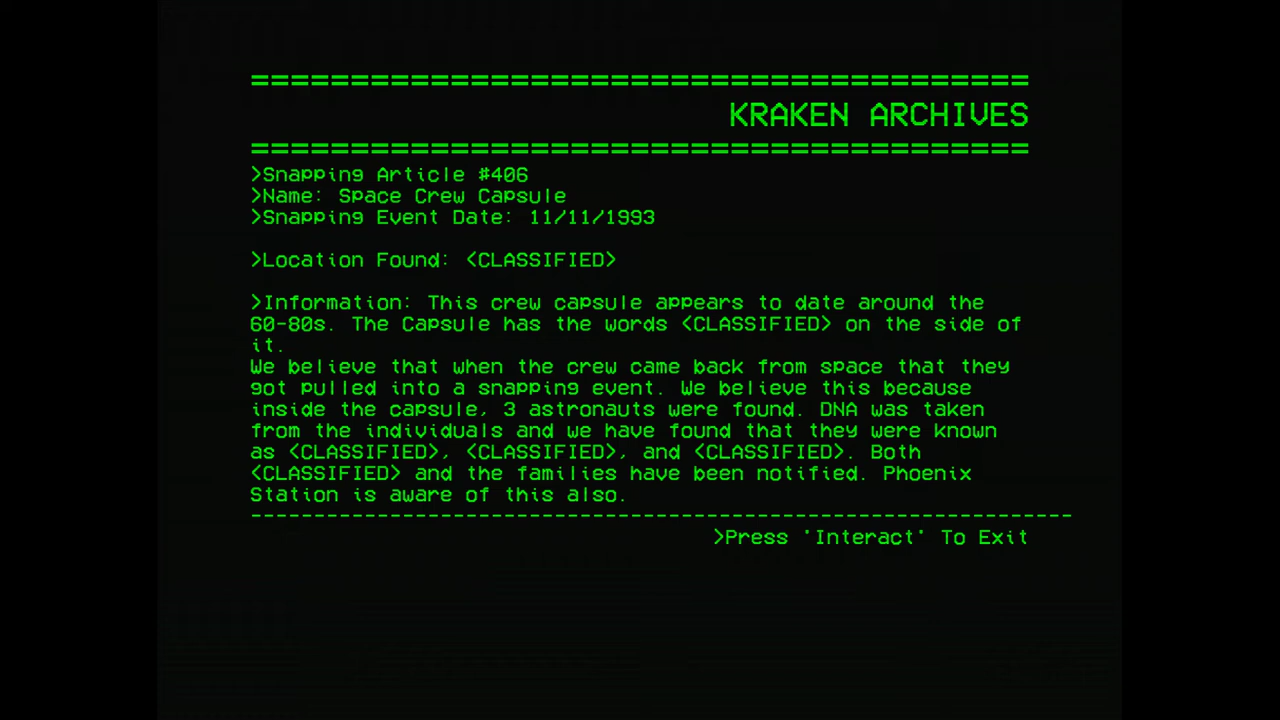 =======================================
KRAKEN ARCHIVES
=======================================
>Snapping Article #406
>Name: Space Crew Capsule
>Snapping Event Date: 11/11/1993
>Location Found: <CLASSIFIED>
>Information: This crew capsule appears to date around the
60-80s. The Capsule has the words <CLASSIFIED> on the side of
it.
We believe that when the crew came back from space that they
got pulled into a snapping event. We believe this because
inside the capsule, 3 astronauts were found. DNA was taken
from the individuals and we have found that they were known
as <CLASSIFIED>, <CLASSIFIED>, and <CLASSIFIED>. Both
<CLASSIFIED> and the families have been notified. Phoenix
Station is aware of this also.
-----------------------------------------------------------------
>Press 'Interact' To Exit